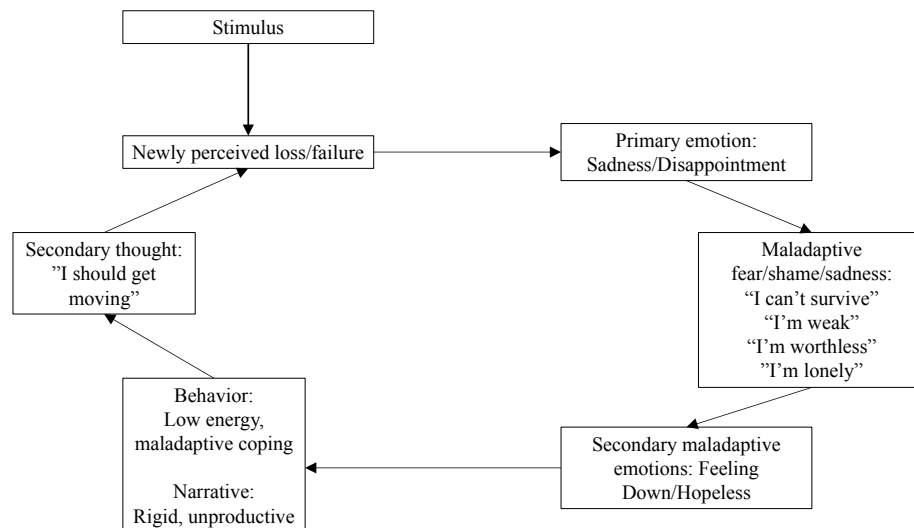 Stimulus
Newly perceived loss/failure
Primary emotion:
Sadness/Disappointment
Maladaptive
fear/shame/sadness:
“I can’t survive”
“I’m weak”
“I’m worthless”
”I’m lonely”
Secondary maladaptive
emotions: Feeling
Down/Hopeless
Behavior:
Low energy,
maladaptive coping
Narrative:
Rigid, unproductive
Secondary thought:
”I should get
moving”